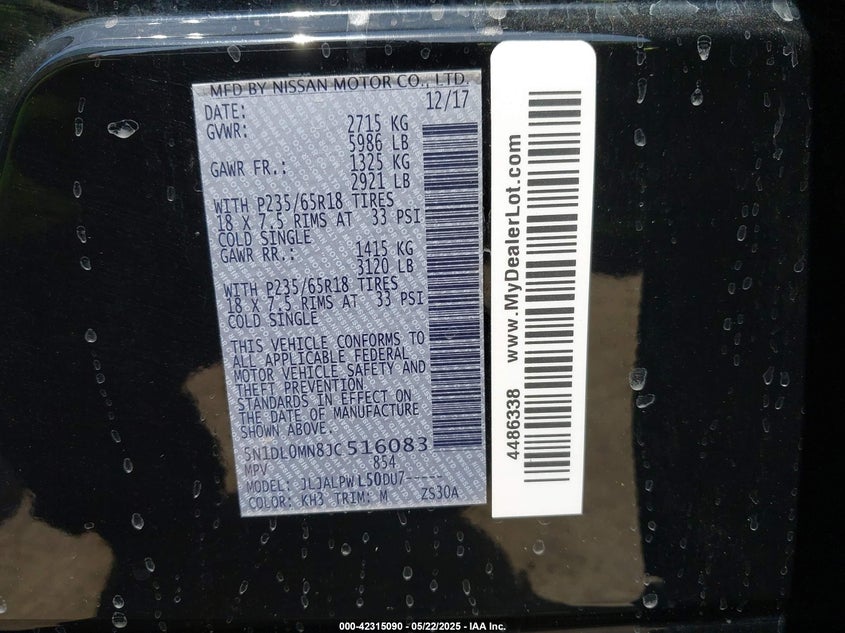 MFD BY NISSAN MOTOR CO., LTD.
DATE: 12/17
GVWR: 2715 KG
5986 LB
GAWR FR.: 1325 KG
2921 LB
WITH P235/65R18 TIRES
18 X 7.5 RIMS AT 33 PSI
COLD SINGLE
GAWR RR.: 1415 KG
3120 LB
WITH P235/65R18 TIRES
18 X 7.5 RIMS AT 33 PSI
COLD SINGLE
THIS VEHICLE CONFORMS TO
ALL APPLICABLE FEDERAL
MOTOR VEHICLE SAFETY AND
THEFT PREVENTION
STANDARDS IN EFFECT ON
THE DATE OF MANUFACTURE
SHOWN ABOVE.
5N1DL0MN8JC516083
MPV 854
MODEL: JLJALPWL50DU7-----
COLOR: KH3 TRIM: M ZS30A
4486338 www.MyDealerLot.com
000-42315090 - 05/22/2025 - IAA Inc.